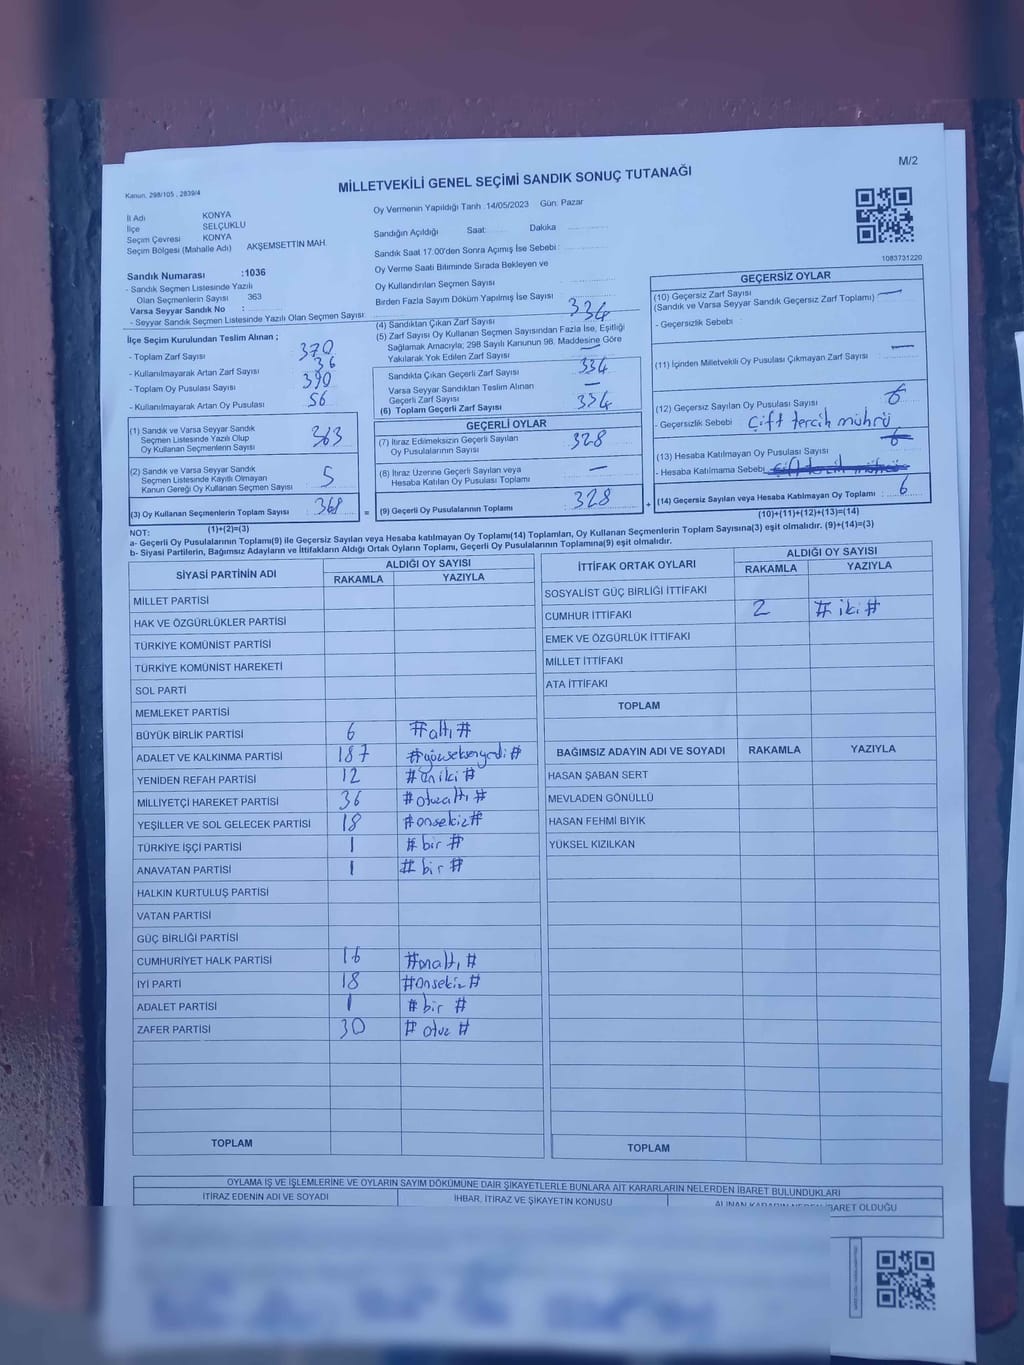 M/2
Kanun, 298/105 , 2839/4
MİLLETVEKİLİ GENEL SEÇİMİ SANDIK SONUÇ TUTANAĞI
İl Adı KONYA
İlçe SELÇUKLU
Seçim Çevresi KONYA
Seçim Bölgesi (Mahalle Adı) AKŞEMSETTIN MAH.
Sandık Numarası :1036
- Sandık Seçmen Listesinde Yazılı
Olan Seçmenlerin Sayısı 363
Varsa Seyyar Sandık No :
- Seyyar Sandık Seçmen Listesinde Yazılı Olan Seçmen Sayısı:
Oy Vermenin Yapıldığı Tarih :14/05/2023 Gün: Pazar
Sandığın Açıldığı Saat: Dakika
Sandık Saat 17.00'den Sonra Açımış İse Sebebi :
Oy Verme Saati Bitiminde Sırada Bekleyen ve
Oy Kullandırılan Seçmen Sayısı
Birden Fazla Sayım Döküm Yapılmış İse Sayısı
1083731220
İlçe Seçim Kurulundan Teslim Alınan ;
- Toplam Zarf Sayısı 370
- Kullanılmayarak Artan Zarf Sayısı 36
- Toplam Oy Pusulası Sayısı 390
- Kullanılmayarak Artan Oy Pusulası 56
(1) Sandık ve Varsa Seyyar Sandık
Seçmen Listesinde Yazılı Olup
Oy Kullanan Seçmenlerin Sayısı 363
(2) Sandık ve Varsa Seyyar Sandık
Seçmen Listesinde Kayıtlı Olmayan
Kanun Gereği Oy Kullanan Seçmen Sayısı 5
(3) Oy Kullanan Seçmenlerin Toplam Sayısı : 368 =
(1)+(2)=(3)
(4) Sandıktan Çıkan Zarf Sayısı 334
(5) Zarf Sayısı Oy Kullanan Seçmen Sayısından Fazla İse, Eşitliği
Sağlamak Amacıyla; 298 Sayılı Kanunun 98. Maddesine Göre
Yakılarak Yok Edilen Zarf Sayısı —
Sandıkta Çıkan Geçerli Zarf Sayısı 334
Varsa Seyyar Sandıktan Teslim Alınan
Geçerli Zarf Sayısı —
(6) Toplam Geçerli Zarf Sayısı 334
GEÇERLİ OYLAR
(7) İtiraz Edilmeksizin Geçerli Sayılan
Oy Pusulalarının Sayısı 328
(8) İtiraz Üzerine Geçerli Sayılan veya
Hesaba Katılan Oy Pusulası Toplamı —
(9) Geçerli Oy Pusulalarının Toplamı : 328 +
GEÇERSİZ OYLAR
(10) Geçersiz Zarf Sayısı —
(Sandık ve Varsa Seyyar Sandık Geçersiz Zarf Toplamı)
- Geçersizlik Sebebi :
(11) İçinden Milletvekili Oy Pusulası Çıkmayan Zarf Sayısı —
(12) Geçersiz Sayılan Oy Pusulası Sayısı 6
- Geçersizlik Sebebi Çift tercih mührü
(13) Hesaba Katılmayan Oy Pusulası Sayısı 6
- Hesaba Katılmama Sebebi
(14) Geçersiz Sayılan veya Hesaba Katılmayan Oy Toplamı : 6
(10)+(11)+(12)+(13)=(14)
NOT:
a- Geçerli Oy Pusulalarının Toplamı(9) ile Geçersiz Sayılan veya Hesaba katılmayan Oy Toplam(14) Toplamları, Oy Kullanan Seçmenlerin Toplam Sayısına(3) eşit olmalıdır. (9)+(14)=(3)
b- Siyasi Partilerin, Bağımsız Adayların ve İttifakların Aldığı Ortak Oyların Toplamı, Geçerli Oy Pusulalarının Toplamına(9) eşit olmalıdır.
SİYASİ PARTİNİN ADI ALDIĞI OY SAYISI
RAKAMLA YAZIYLA
MİLLET PARTİSİ
HAK VE ÖZGÜRLÜKLER PARTİSİ
TÜRKİYE KOMÜNİST PARTİSİ
TÜRKİYE KOMÜNİST HAREKETİ
SOL PARTİ
MEMLEKET PARTİSİ
BÜYÜK BİRLİK PARTİSİ 6 #altı#
ADALET VE KALKINMA PARTİSİ 187 #yüzseksenyedi#
YENİDEN REFAH PARTİSİ 12 #oniki#
MİLLİYETÇİ HAREKET PARTİSİ 36 #otuzaltı#
YEŞİLLER VE SOL GELECEK PARTİSİ 18 #onsekiz#
TÜRKİYE İŞÇİ PARTİSİ 1 #bir#
ANAVATAN PARTİSİ 1 #bir#
HALKIN KURTULUŞ PARTİSİ
VATAN PARTİSİ
GÜÇ BİRLİĞİ PARTİSİ
CUMHURİYET HALK PARTİSİ 16 #onaltı#
İYİ PARTİ 18 #onsekiz#
ADALET PARTİSİ 1 #bir#
ZAFER PARTİSİ 30 #otuz#
TOPLAM
İTTİFAK ORTAK OYLARI ALDIĞI OY SAYISI
RAKAMLA YAZIYLA
SOSYALIST GÜÇ BİRLİĞİ İTTİFAKI
CUMHUR İTTİFAKI 2 #iki#
EMEK VE ÖZGÜRLÜK İTTİFAKI
MİLLET İTTİFAKI
ATA İTTİFAKI
TOPLAM
BAĞIMSIZ ADAYIN ADI VE SOYADI RAKAMLA YAZIYLA
HASAN ŞABAN SERT
MEVLADEN GÖNÜLLÜ
HASAN FEHMI BIYIK
YÜKSEL KIZILKAN
TOPLAM
OYLAMA İŞ VE İŞLEMLERİNE VE OYLARIN SAYIM DÖKÜMÜNE DAİR ŞİKAYETLERLE BUNLARA AİT KARARLARIN NELERDEN İBARET BULUNDUKLARI
İTİRAZ EDENİN ADI VE SOYADI İHBAR, İTİRAZ VE ŞİKAYETİN KONUSU ALINAN KARARIN NEDEN İBARET OLDUĞU